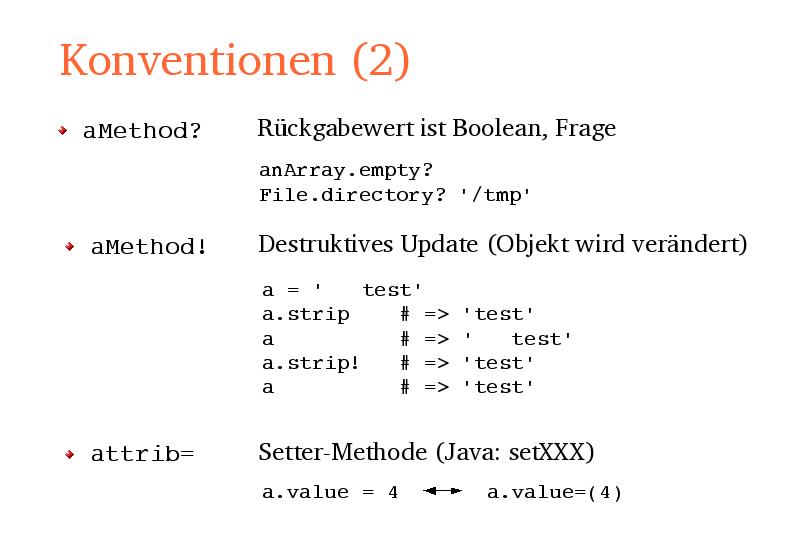 Konventionen (2)
aMethod? Rückgabewert ist Boolean, Frage
anArray.empty?
File.directory? '/tmp'
aMethod! Destruktives Update (Objekt wird verändert)
a = '   test'
a.strip    # => 'test'
a          # => '   test'
a.strip!   # => 'test'
a          # => 'test'
attrib= Setter-Methode (Java: setXXX)
a.value = 4 ◄─► a.value=(4)